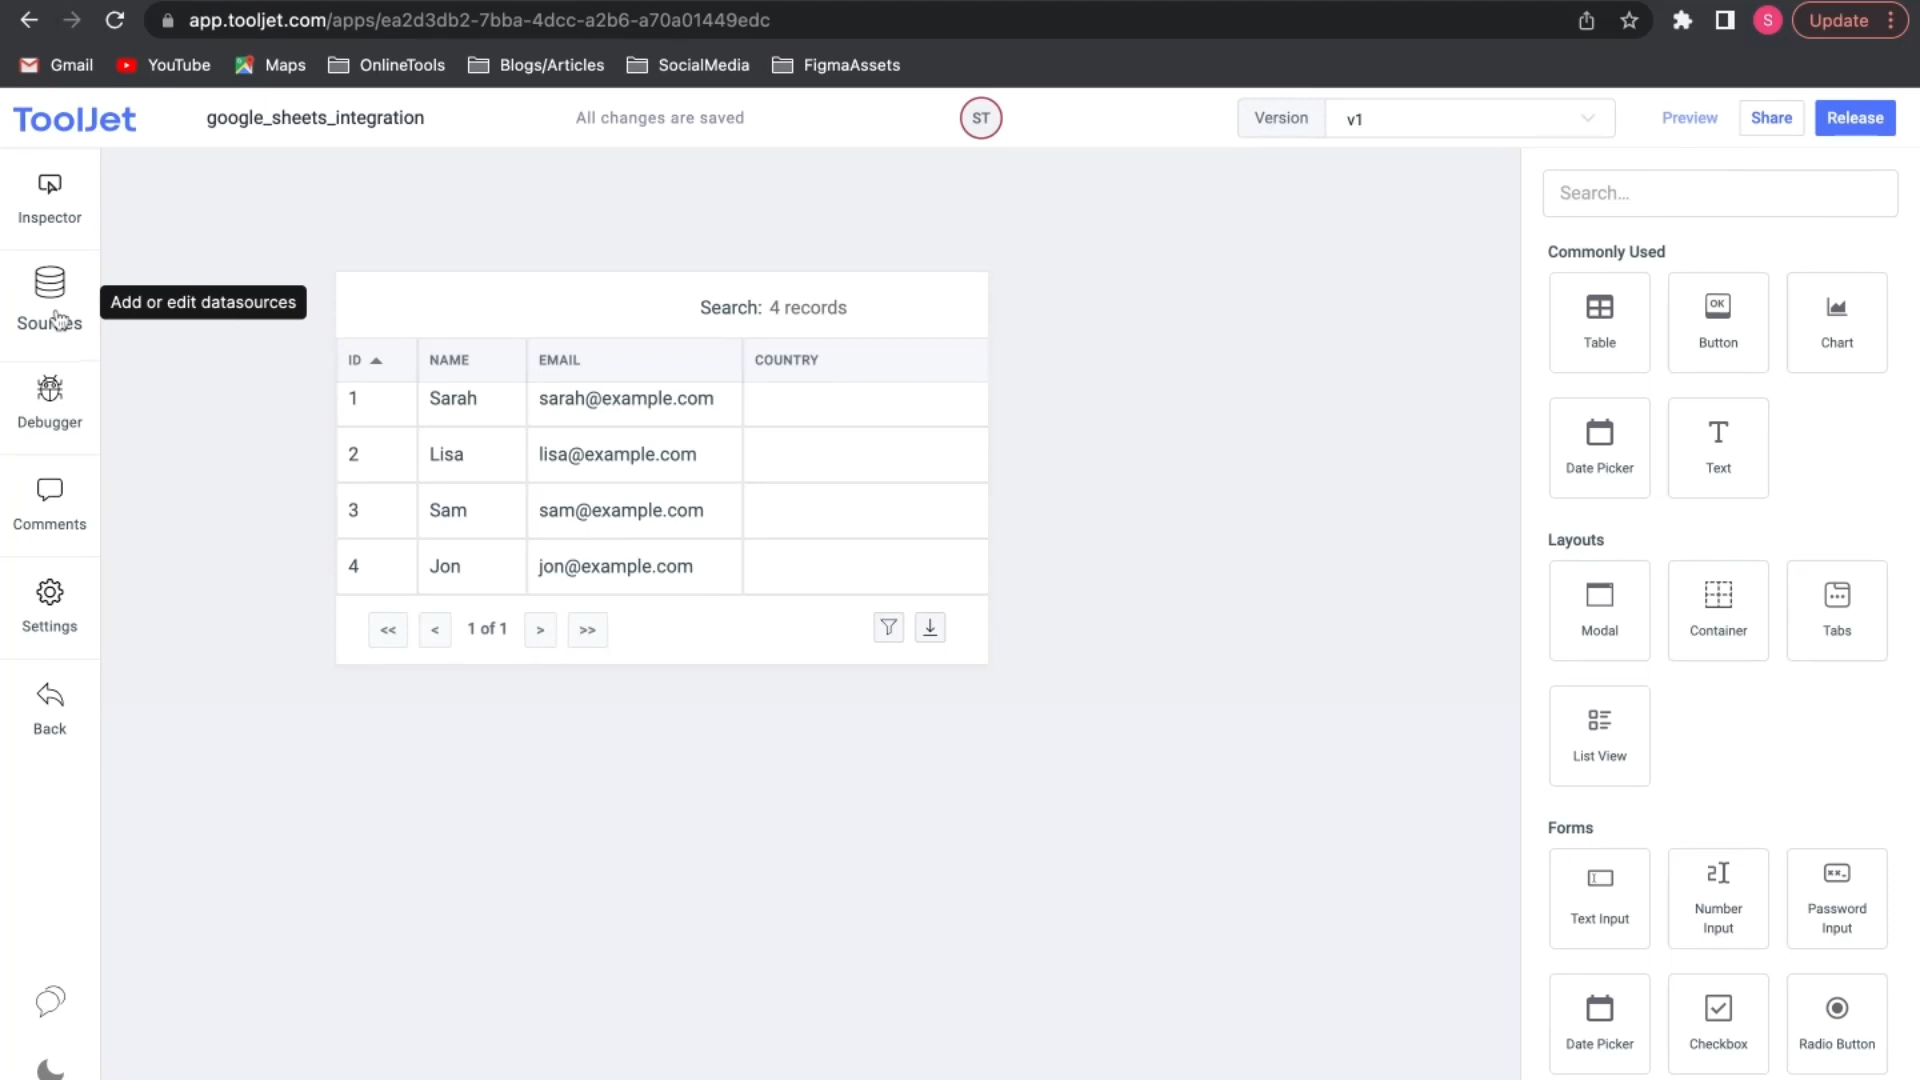 app.tooljet.com/apps/ea2d3db2-7bba-4dcc-a2b6-a70a01449edc
S
Update
Gmail
YouTube
Maps
OnlineTools
Blogs/Articles
SocialMedia
FigmaAssets
ToolJet
google_sheets_integration
All changes are saved
ST
Version
v1
Preview
Share
Release
Inspector
Sources
Add or edit datasources
Debugger
Comments
Settings
Back
Search: 4 records
ID NAME EMAIL COUNTRY
1 Sarah sarah@example.com
2 Lisa lisa@example.com
3 Sam sam@example.com
4 Jon jon@example.com
<< < 1 of 1 > >>
Search...
Commonly Used
OK
Table Button Chart
Date Picker Text
Layouts
Modal Container Tabs
List View
Forms
Text Input
Number Input
Password Input
Date Picker Checkbox Radio Button